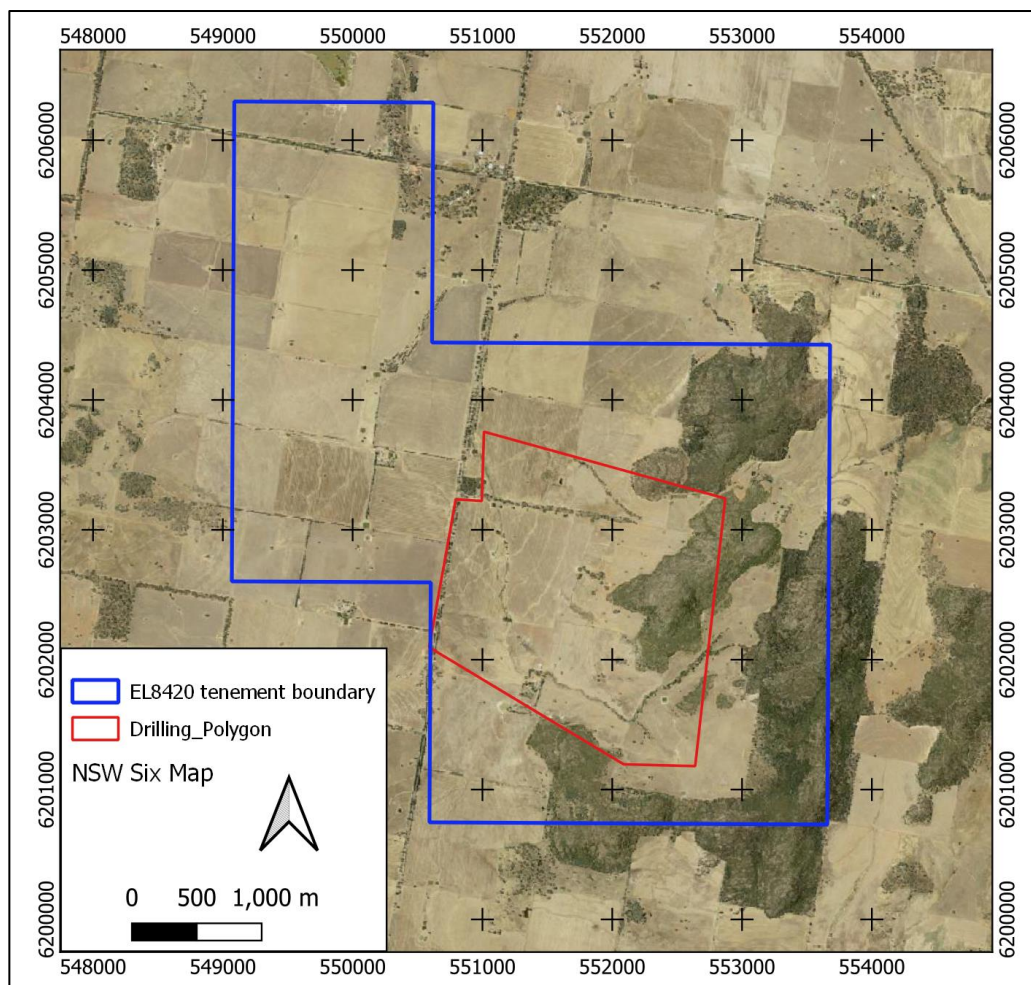 548000 549000 550000 551000 552000 553000 554000
6206000 6206000
6205000 6205000
6204000 6204000
6203000 6203000
6202000 6202000
6201000 6201000
6200000 6200000
EL8420 tenement boundary
Drilling_Polygon
NSW Six Map
0 500 1,000 m
548000 549000 550000 551000 552000 553000 554000